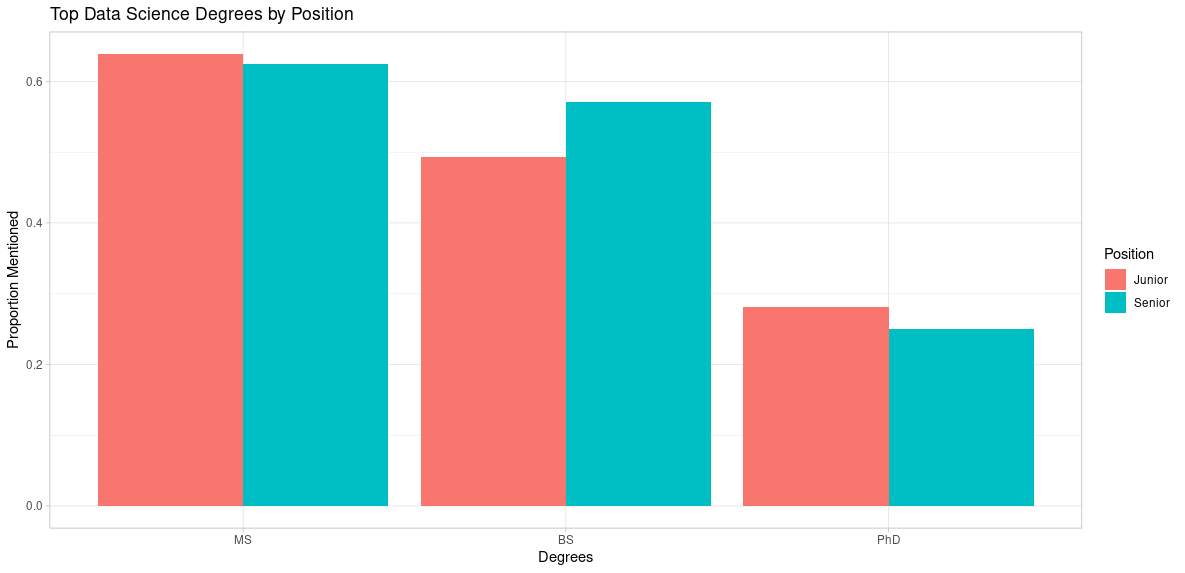 Top Data Science Degrees by Position
Proportion Mentioned
0.6
0.4
0.2
0.0
MS
BS
PhD
Degrees
Position
Junior
Senior